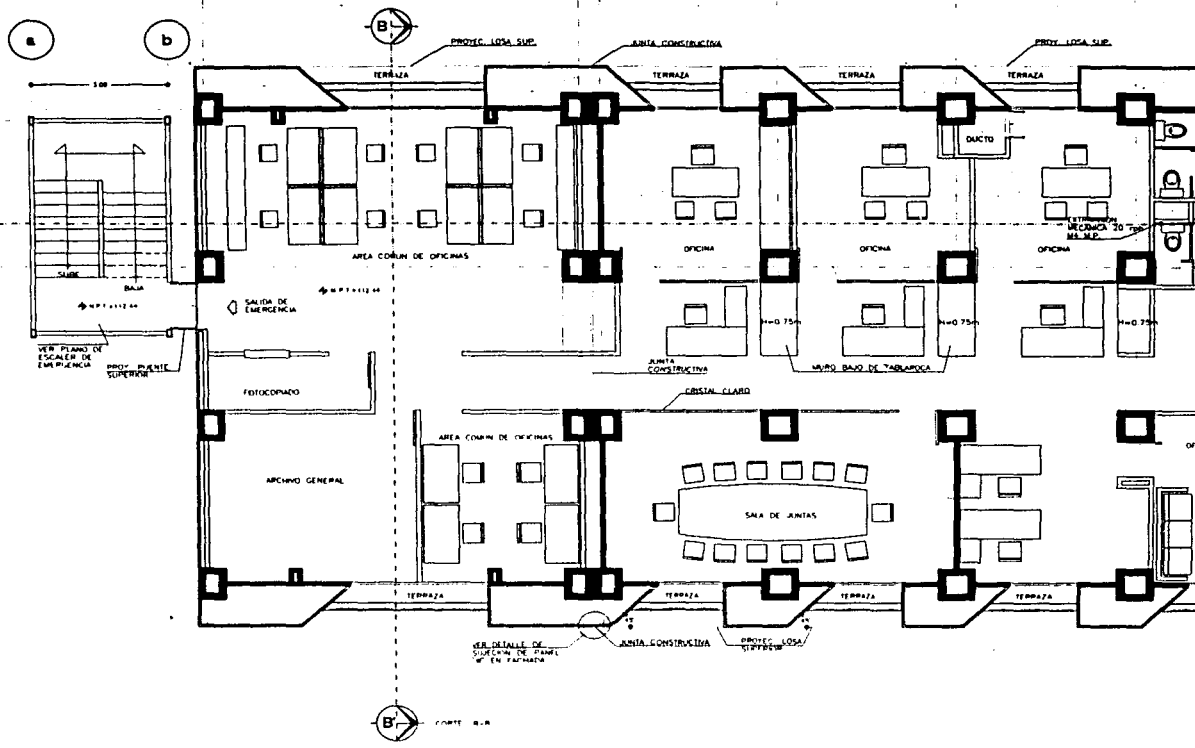 a
b
B
PROYEC. LOSA SUP.
JUNTA CONSTRUCTIVA
PROY. LOSA SUP.
TERRAZA
TERRAZA
TERRAZA
TERRAZA
3.00
DUCTO
SUBE
BAJA
N.P.T.
AREA COMUN DE OFICINAS
OFICINA
OFICINA
OFICINA
MECANICA 20
N.P.T.
SALIDA DE
EMERGENCIA
H=0.75m
H=0.75m
H=0.75m
VER PLANO DE
ESCALER DE
EMERGENCIA
PROY. PUENTE
SUPERIOR
JUNTA
CONSTRUCTIVA
MURO BAJO DE TABLAROCA
FOTOCOPIADO
CRISTAL CLARO
AREA COMUN DE OFICINAS
ARCHIVO GENERAL
SALA DE JUNTAS
TERRAZA
TERRAZA
TERRAZA
TERRAZA
VER DETALLE DE
SUJECION DE PANEL
EN FACHADA
JUNTA CONSTRUCTIVA
PROYEC. LOSA
SUPERIOR
B'
CORTE B-B